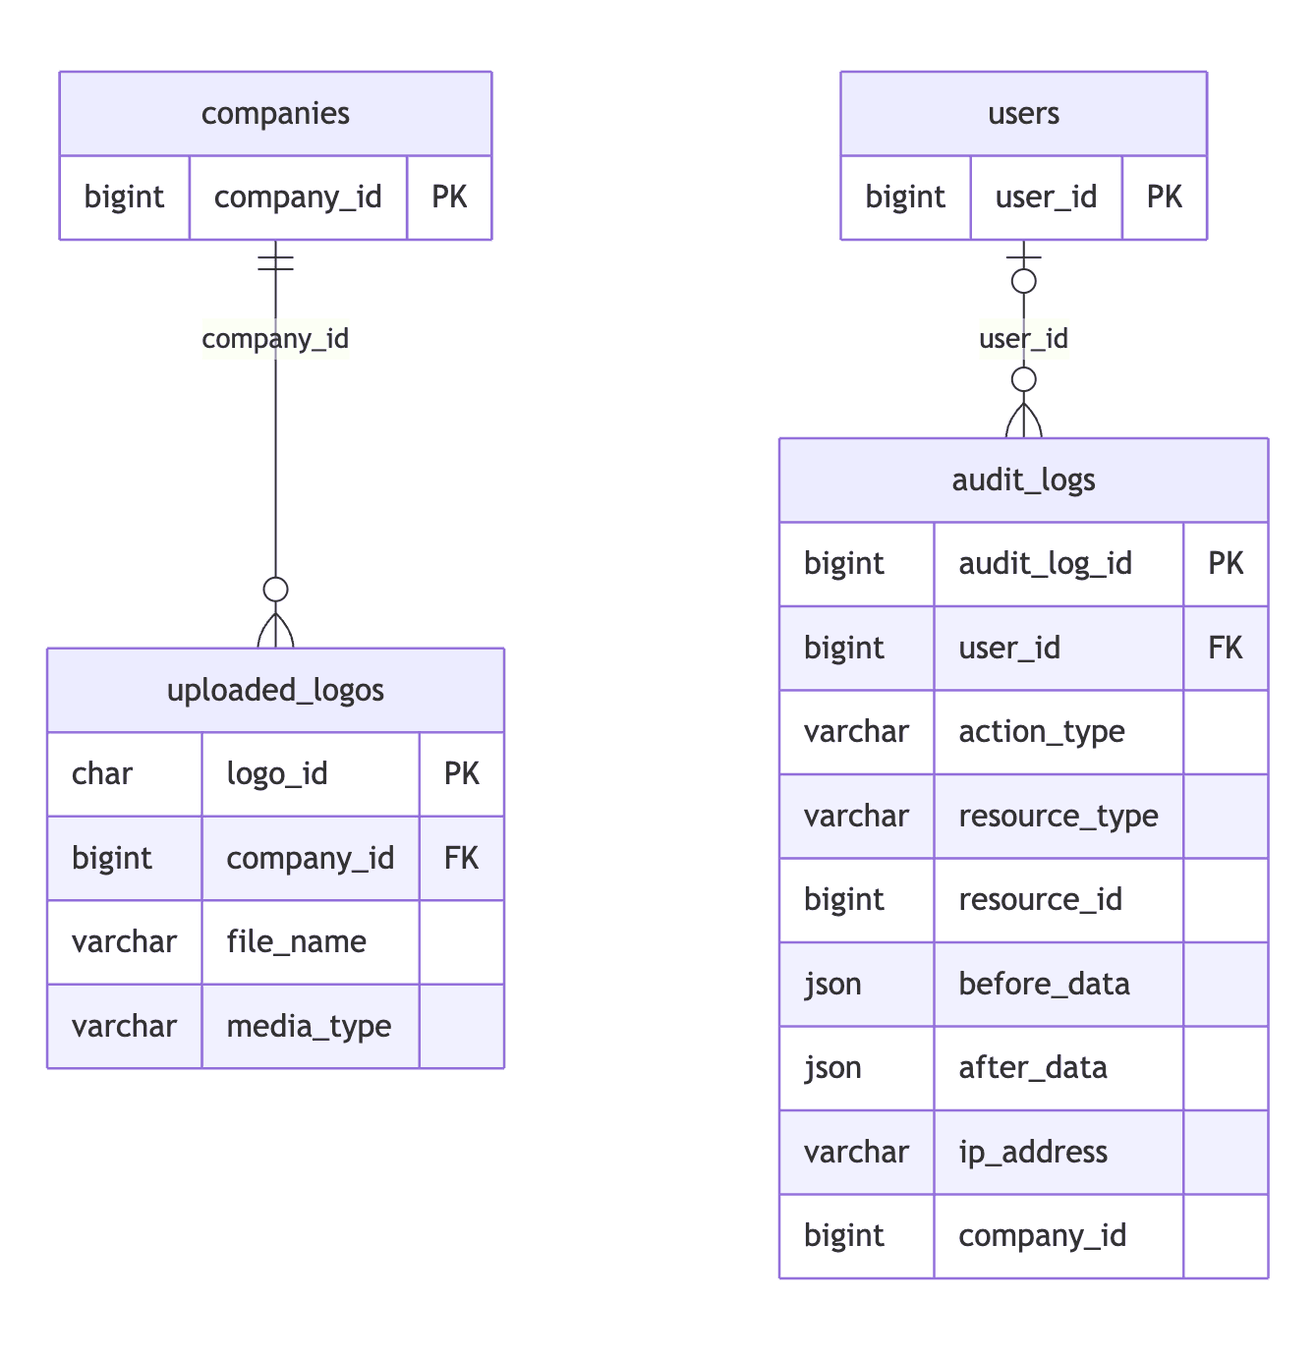 companies
bigint company_id PK
company_id
uploaded_logos
char logo_id PK
bigint company_id FK
varchar file_name
varchar media_type
users
bigint user_id PK
user_id
audit_logs
bigint audit_log_id PK
bigint user_id FK
varchar action_type
varchar resource_type
bigint resource_id
json before_data
json after_data
varchar ip_address
bigint company_id